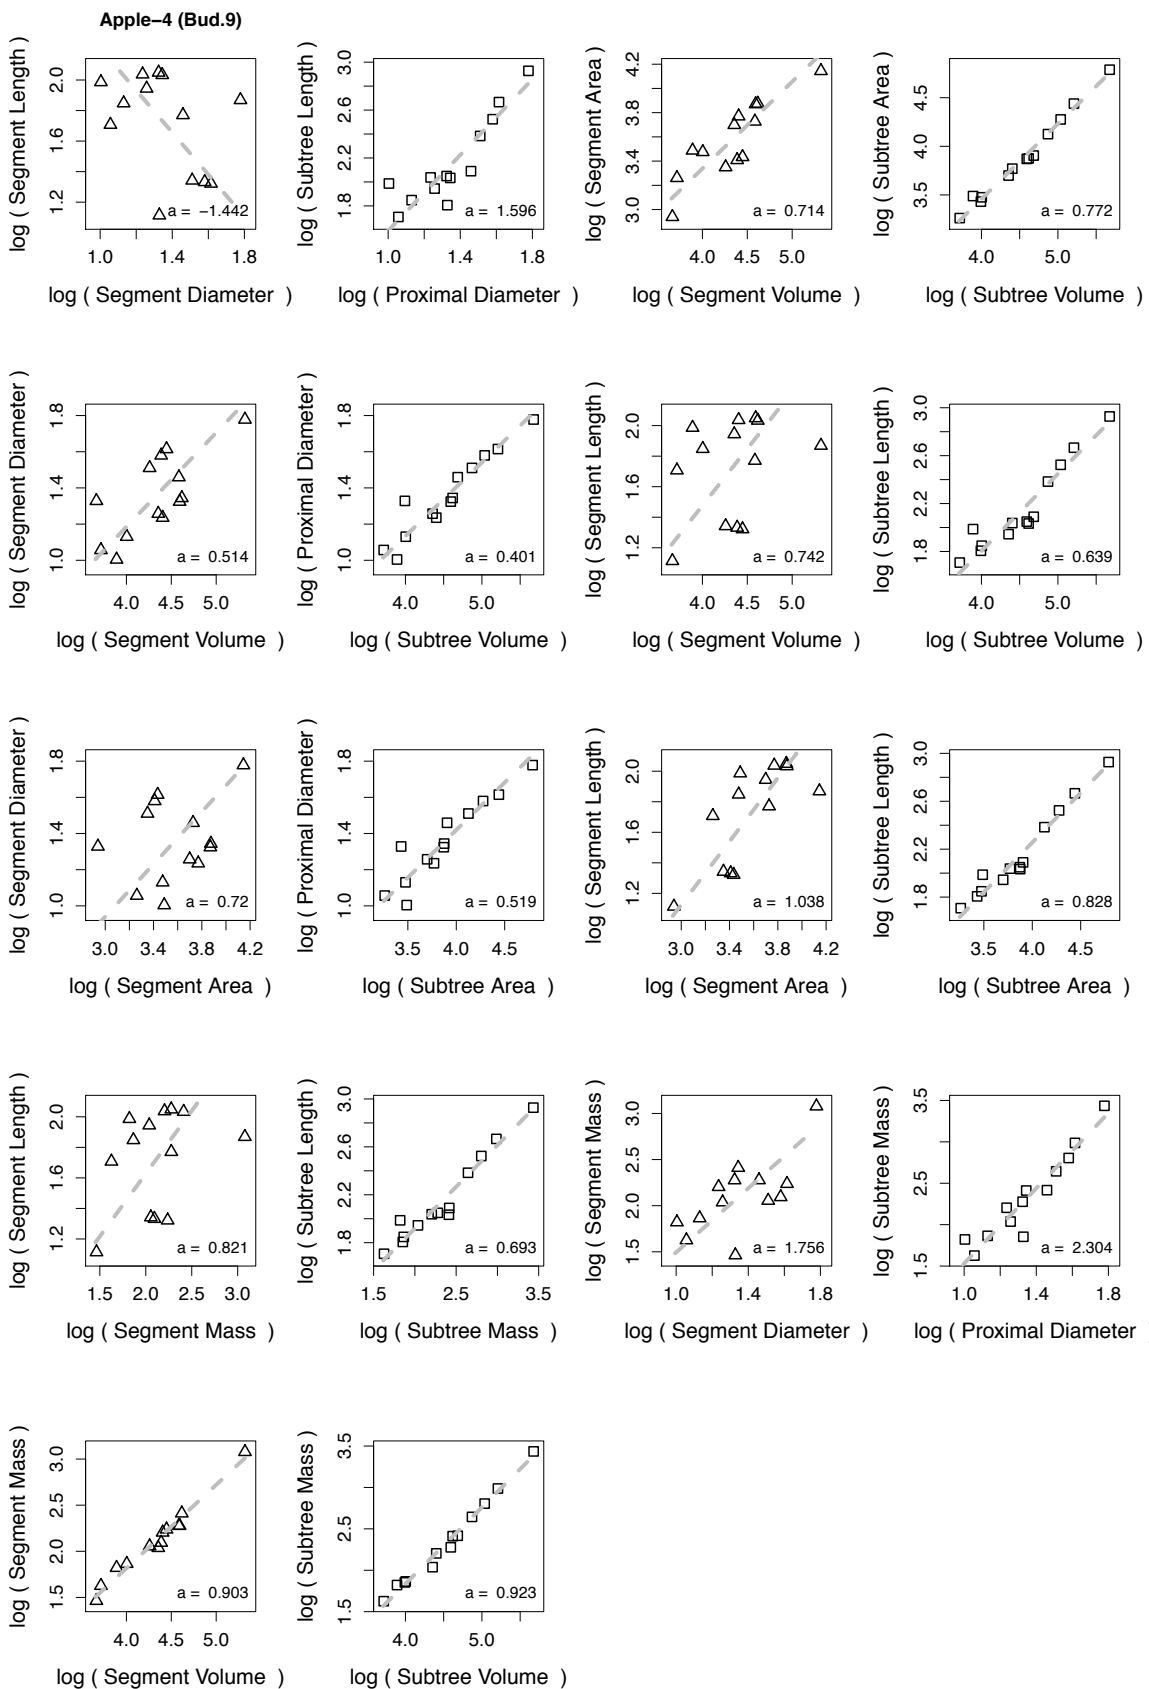 Apple−4 (Bud.9)
log ( Segment Length )
1.2 1.6 2.0
a = −1.442
1.0 1.4 1.8
log ( Segment Diameter )
log ( Subtree Length )
1.8 2.2 2.6 3.0
a = 1.596
1.0 1.4 1.8
log ( Proximal Diameter )
log ( Segment Area )
3.0 3.4 3.8 4.2
a = 0.714
4.0 4.5 5.0
log ( Segment Volume )
log ( Subtree Area )
3.5 4.0 4.5
a = 0.772
4.0 5.0
log ( Subtree Volume )
log ( Segment Diameter )
1.0 1.4 1.8
a = 0.514
4.0 4.5 5.0
log ( Segment Volume )
log ( Proximal Diameter )
1.0 1.4 1.8
a = 0.401
4.0 5.0
log ( Subtree Volume )
log ( Segment Length )
1.2 1.6 2.0
a = 0.742
4.0 4.5 5.0
log ( Segment Volume )
log ( Subtree Length )
1.8 2.2 2.6 3.0
a = 0.639
4.0 5.0
log ( Subtree Volume )
log ( Segment Diameter )
1.0 1.4 1.8
a = 0.72
3.0 3.4 3.8 4.2
log ( Segment Area )
log ( Proximal Diameter )
1.0 1.4 1.8
a = 0.519
3.5 4.0 4.5
log ( Subtree Area )
log ( Segment Length )
1.2 1.6 2.0
a = 1.038
3.0 3.4 3.8 4.2
log ( Segment Area )
log ( Subtree Length )
1.8 2.2 2.6 3.0
a = 0.828
3.5 4.0 4.5
log ( Subtree Area )
log ( Segment Length )
1.2 1.6 2.0
a = 0.821
1.5 2.0 2.5 3.0
log ( Segment Mass )
log ( Subtree Length )
1.8 2.2 2.6 3.0
a = 0.693
1.5 2.5 3.5
log ( Subtree Mass )
log ( Segment Mass )
1.5 2.0 2.5 3.0
a = 1.756
1.0 1.4 1.8
log ( Segment Diameter )
log ( Subtree Mass )
1.5 2.5 3.5
a = 2.304
1.0 1.4 1.8
log ( Proximal Diameter )
log ( Segment Mass )
1.5 2.0 2.5 3.0
a = 0.903
4.0 4.5 5.0
log ( Segment Volume )
log ( Subtree Mass )
1.5 2.5 3.5
a = 0.923
4.0 5.0
log ( Subtree Volume )